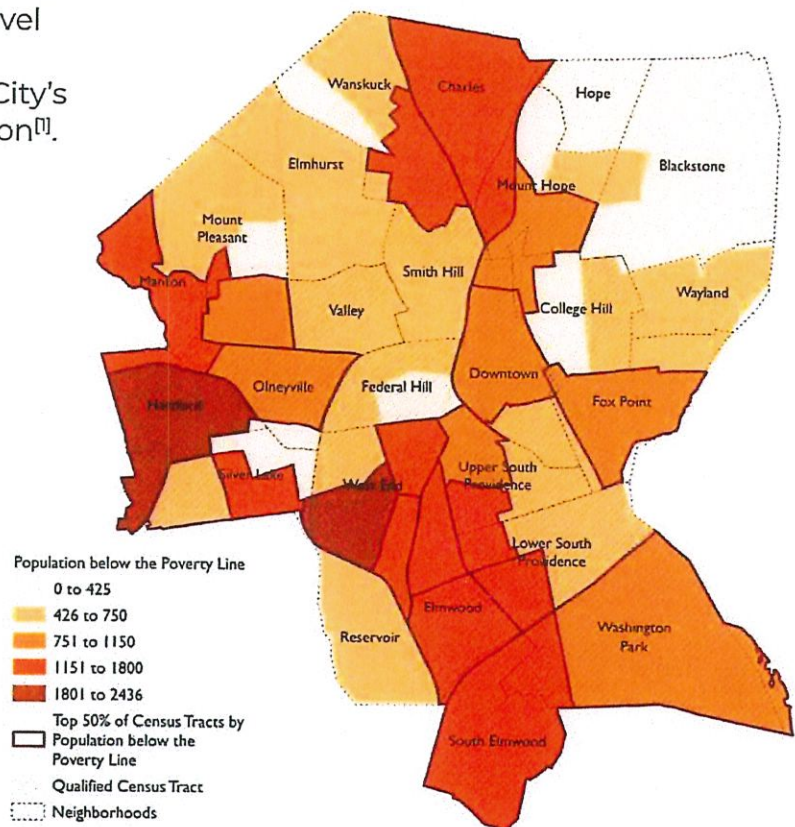 vel
City's
on[1].
Wanskuck
Charles
Hope
Elmhurst
Mount Hope
Blackstone
Mount
Pleasant
Smith Hill
Manton
Valley
College Hill
Wayland
Olneyville
Federal Hill
Downtown
Hartford
Fox Point
Silver Lake
West End
Upper South
Providence
Lower South
Providence
Elmwood
Reservoir
Washington
Park
South Elmwood
Population below the Poverty Line
0 to 425
426 to 750
751 to 1150
1151 to 1800
1801 to 2436
Top 50% of Census Tracts by
Population below the
Poverty Line
Qualified Census Tract
Neighborhoods